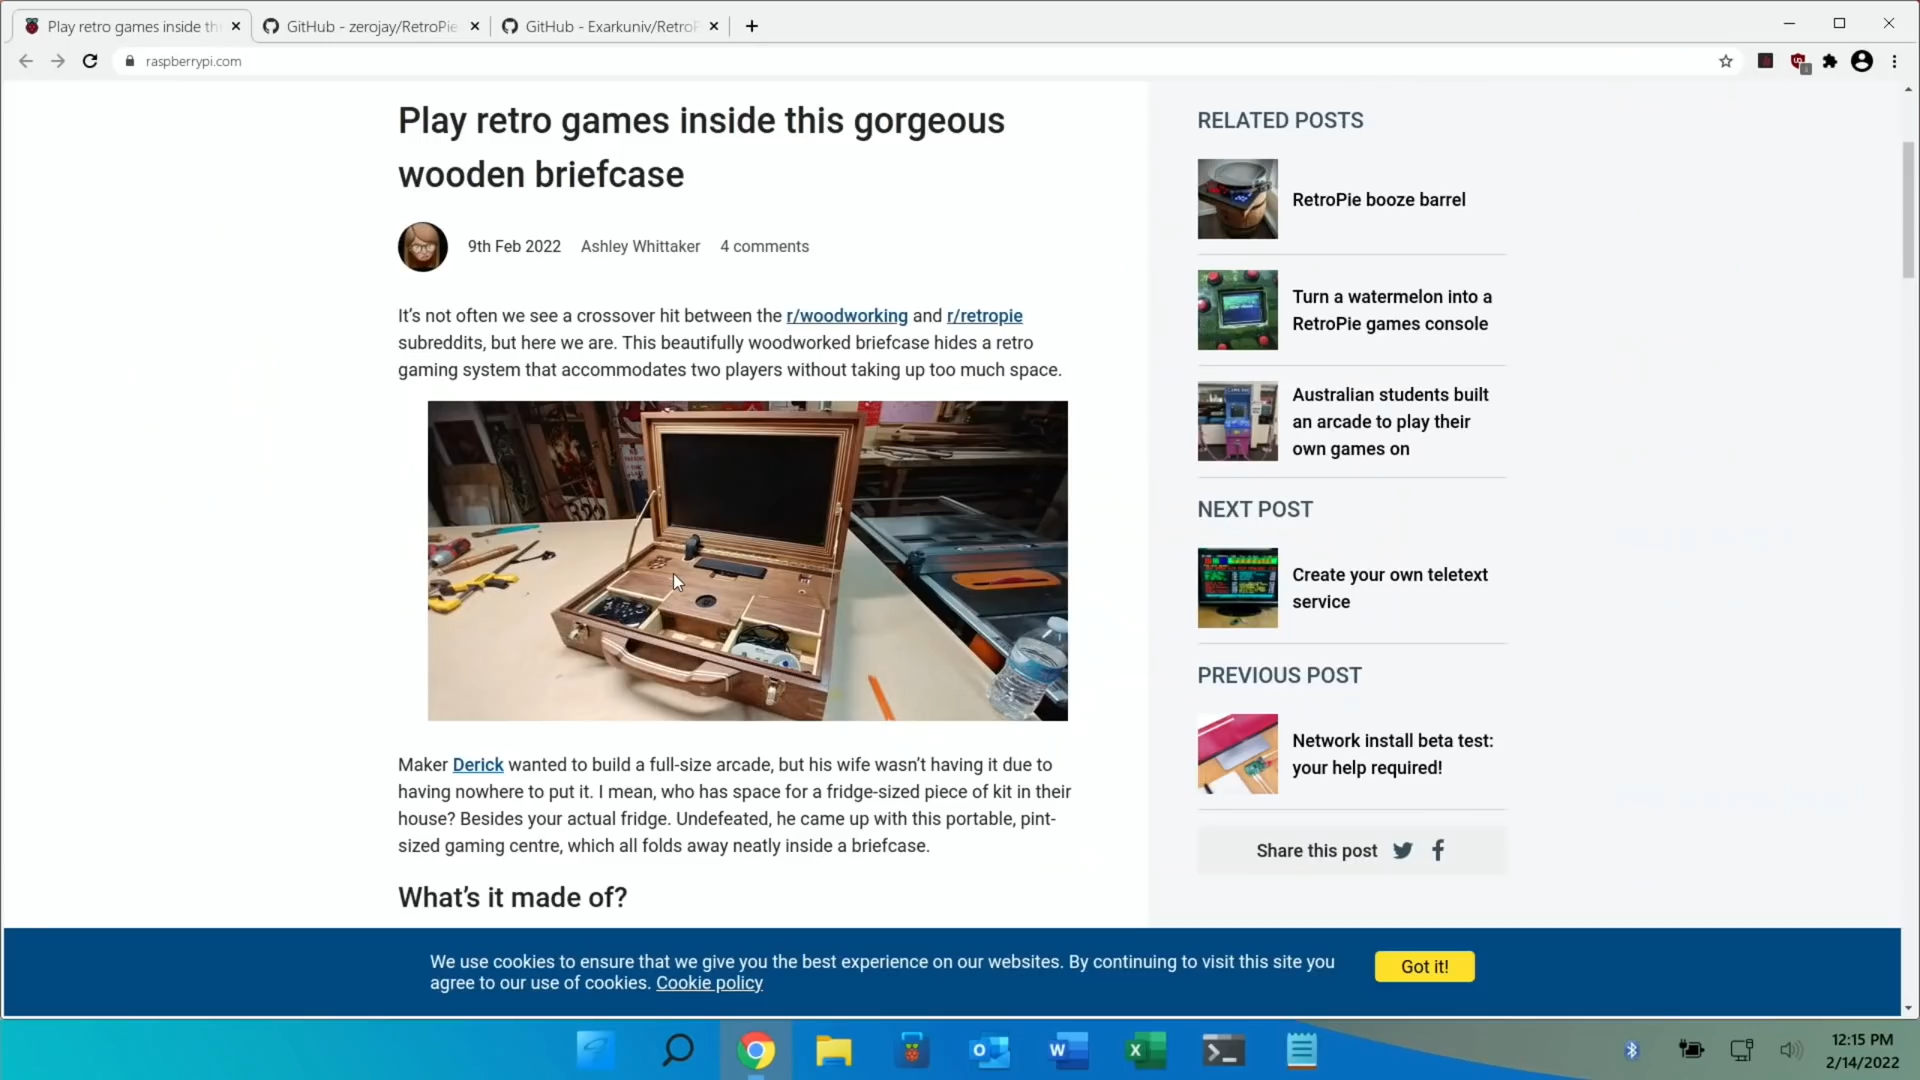 Play retro games inside th
GitHub - zerojay/RetroPie
GitHub - Exarkuniv/RetroP
raspberrypi.com
Play retro games inside this gorgeous
wooden briefcase
9th Feb 2022 Ashley Whittaker 4 comments
It's not often we see a crossover hit between the r/woodworking and r/retropie
subreddits, but here we are. This beautifully woodworked briefcase hides a retro
gaming system that accommodates two players without taking up too much space.
Maker Derick wanted to build a full-size arcade, but his wife wasn't having it due to
having nowhere to put it. I mean, who has space for a fridge-sized piece of kit in their
house? Besides your actual fridge. Undefeated, he came up with this portable, pint-
sized gaming centre, which all folds away neatly inside a briefcase.
What's it made of?
RELATED POSTS
RetroPie booze barrel
Turn a watermelon into a
RetroPie games console
Australian students built
an arcade to play their
own games on
NEXT POST
Create your own teletext
service
PREVIOUS POST
Network install beta test:
your help required!
Share this post
We use cookies to ensure that we give you the best experience on our websites. By continuing to visit this site you
agree to our use of cookies. Cookie policy
Got it!
12:15 PM
2/14/2022